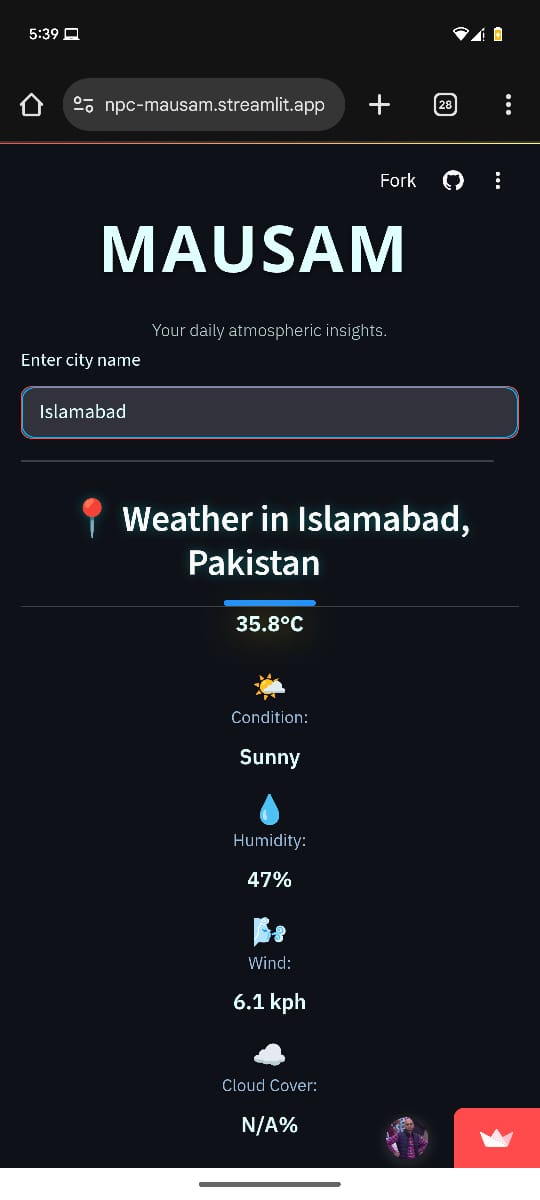 5:39
npc-mausam.streamlit.app
28
Fork
MAUSAM
Your daily atmospheric insights.
Enter city name
Islamabad
Weather in Islamabad,
Pakistan
35.8°C
Condition:
Sunny
Humidity:
47%
Wind:
6.1 kph
Cloud Cover:
N/A%